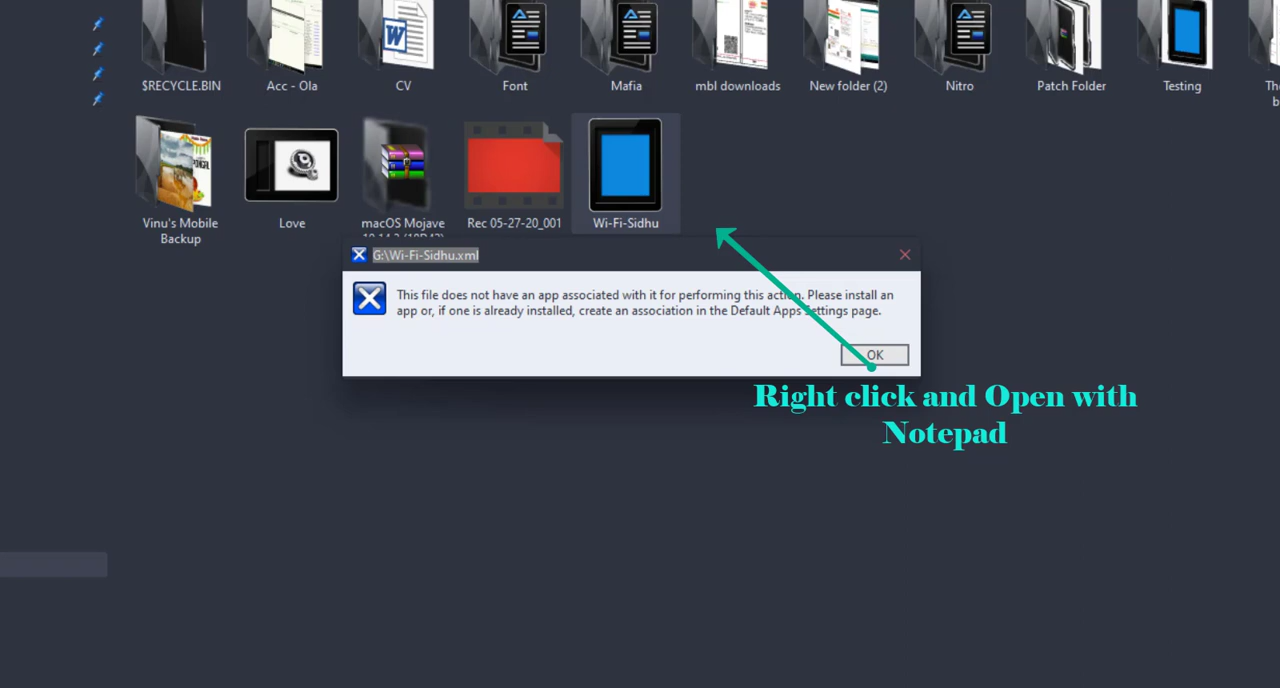 $RECYCLE.BIN
Acc - Ola
CV
Font
Mafia
mbl downloads
New folder (2)
Nitro
Patch Folder
Testing
Vinu's Mobile
Backup
Love
macOS Mojave
Rec 05-27-20_001
Wi-Fi-Sidhu
G:\Wi-Fi-Sidhu.xml
This file does not have an app associated with it for performing this action. Please install an
app or, if one is already installed, create an association in the Default Apps Settings page.
OK
Right click and Open with
Notepad